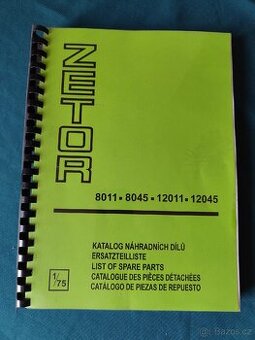 ZETOR
8011 ▪ 8045 ▪ 12011 ▪ 12045
KATALOG NÁHRADNÍCH DÍLŮ
ERSATZTEILLISTE
LIST OF SPARE PARTS
CATALOGUE DES PIÈCES DÉTACHÉES
CATÁLOGO DE PIEZAS DE REPUESTO
1/75